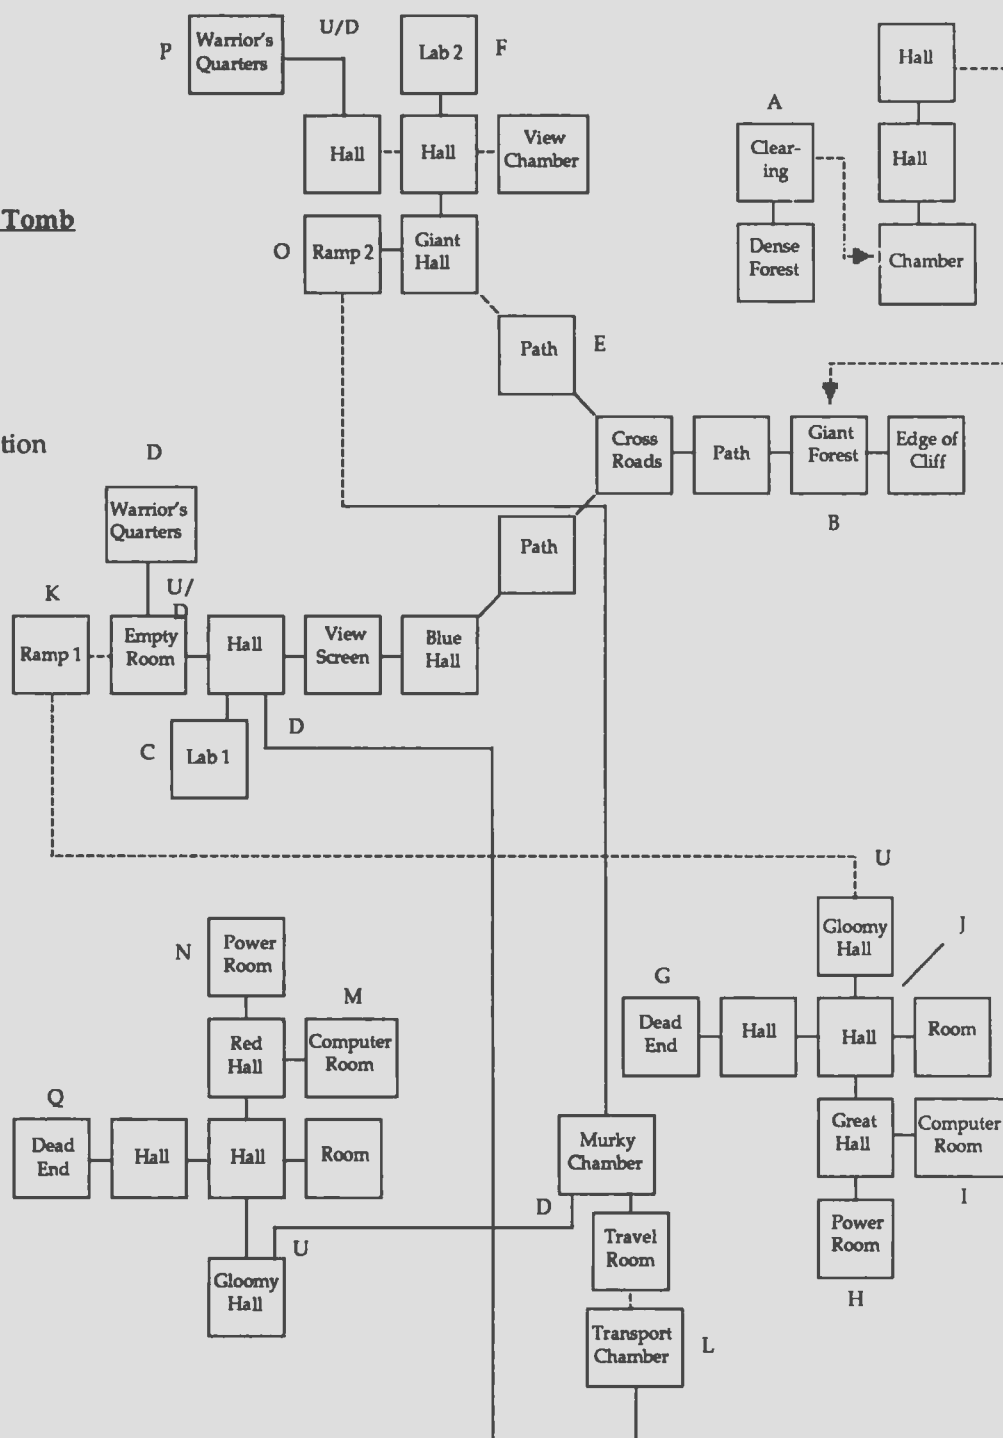 Warrior's
Quarters
P
U/D
Lab 2
F
Hall
A
Hall
Hall
View
Chamber
Clear-
ing
Hall
Tomb
O
Ramp 2
Giant
Hall
Dense
Forest
Chamber
Path
E
tion
D
Cross
Roads
Path
Giant
Forest
Edge of
Cliff
Warrior's
Quarters
B
Path
K
U/
D
Ramp 1
Empty
Room
Hall
View
Screen
Blue
Hall
D
C
Lab 1
U
Gloomy
Hall
J
N
Power
Room
G
M
Dead
End
Hall
Hall
Room
Red
Hall
Computer
Room
Q
Great
Hall
Computer
Room
Dead
End
Hall
Hall
Room
Murky
Chamber
D
I
U
Travel
Room
Power
Room
Gloomy
Hall
H
Transport
Chamber
L